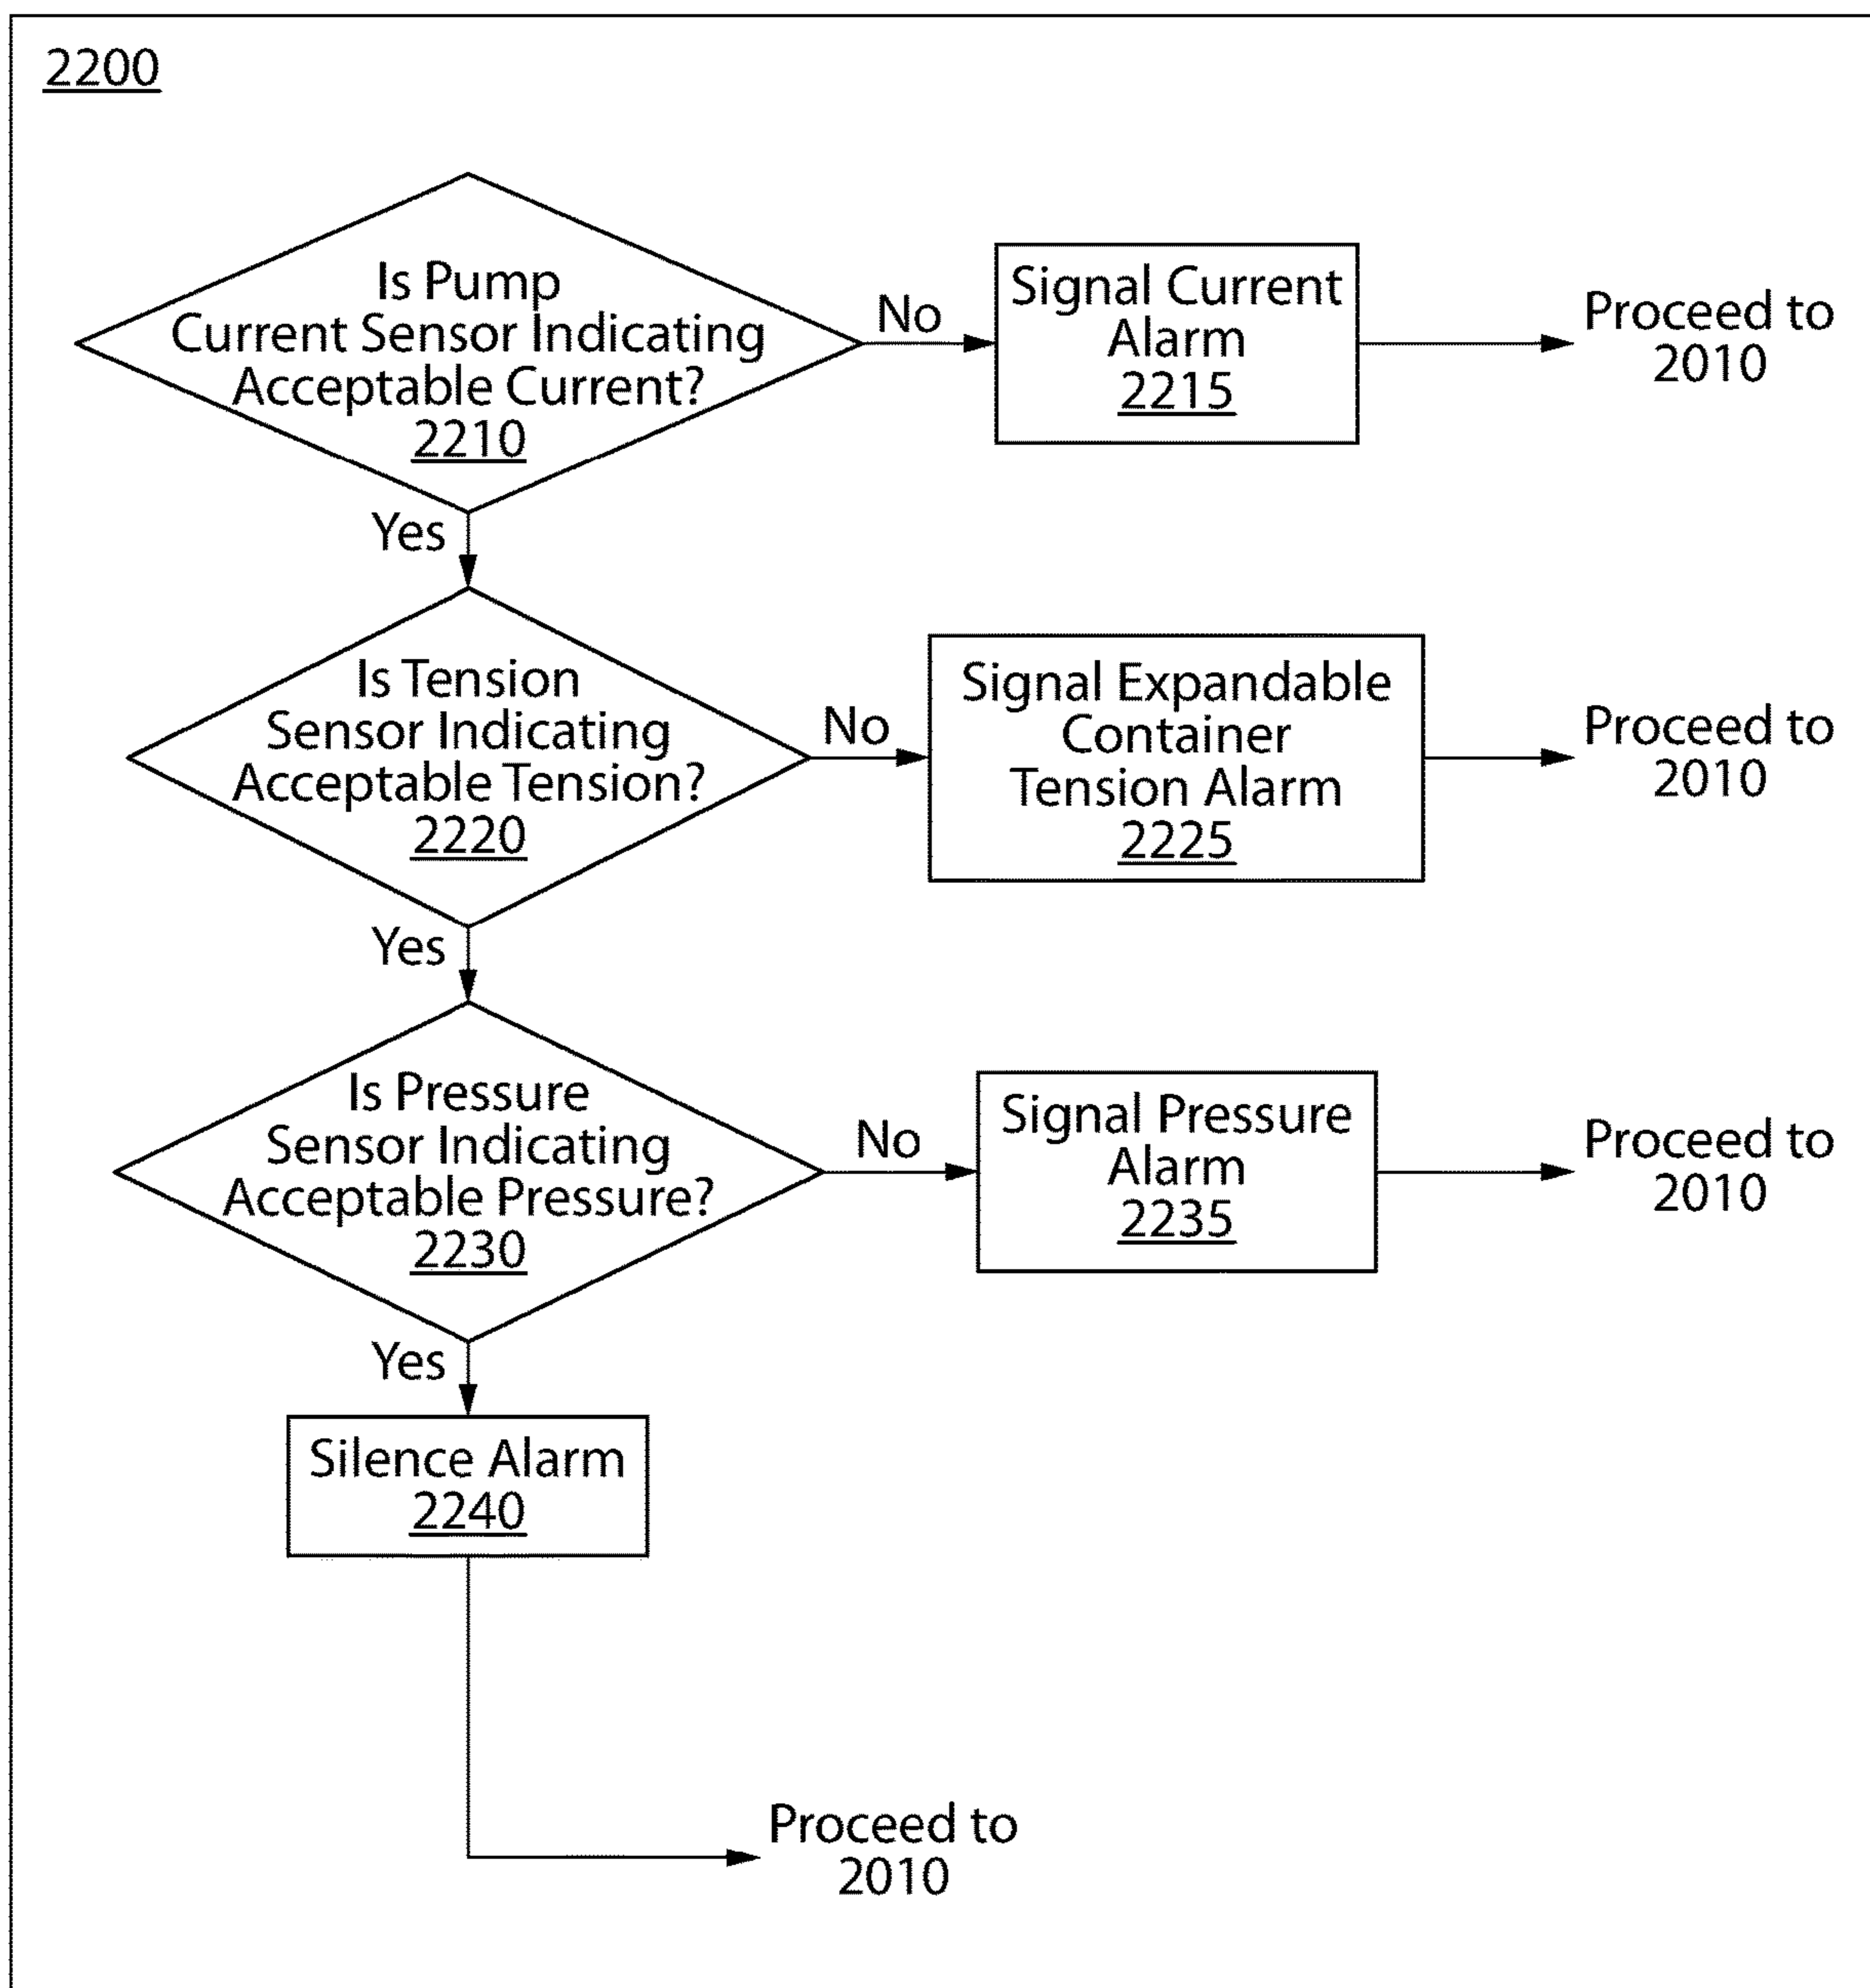 2200
Is Pump
Current Sensor Indicating
Acceptable Current?
2210
No
Signal Current
Alarm
2215
Proceed to
2010
Yes
Is Tension
Sensor Indicating
Acceptable Tension?
2220
No
Signal Expandable
Container
Tension Alarm
2225
Proceed to
2010
Yes
Is Pressure
Sensor Indicating
Acceptable Pressure?
2230
No
Signal Pressure
Alarm
2235
Proceed to
2010
Yes
Silence Alarm
2240
Proceed to
2010